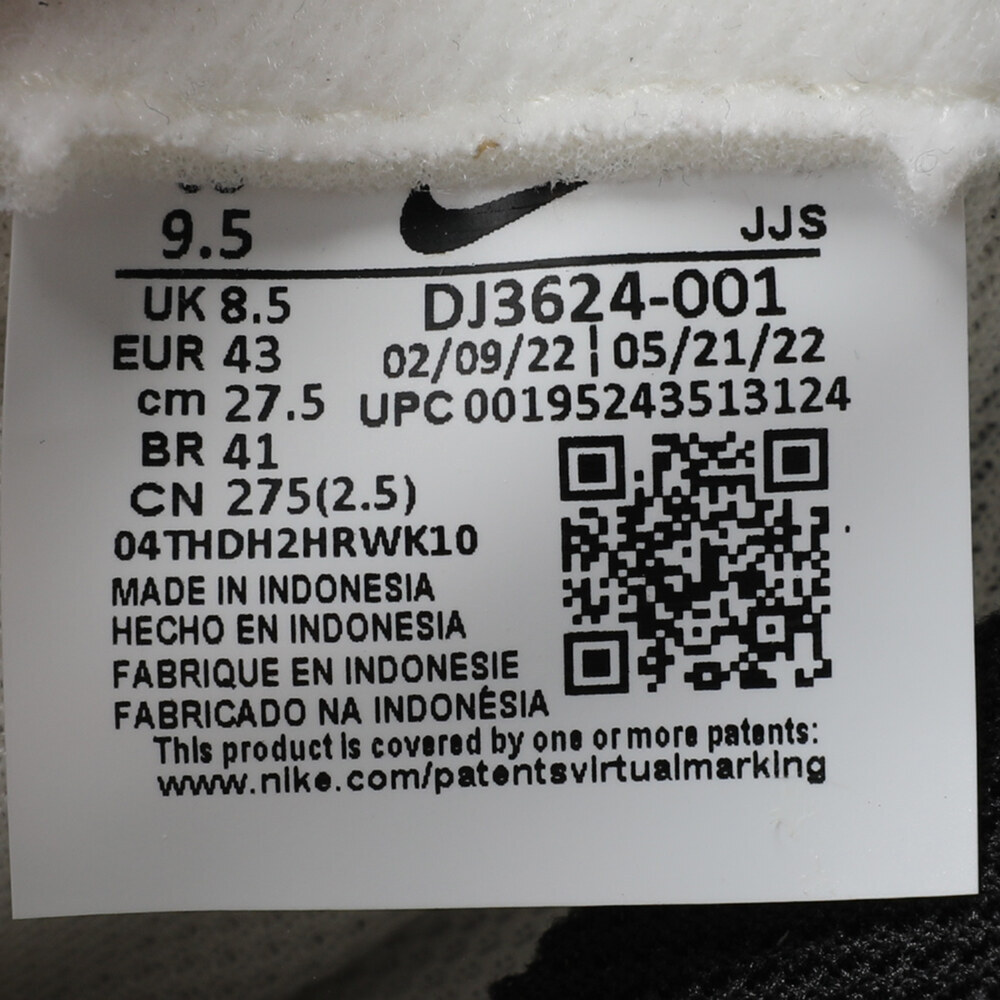 9.5
JJS
UK 8.5
DJ3624-001
EUR 43
02/09/22 | 05/21/22
cm 27.5
UPC 00195243513124
BR 41
CN 275(2.5)
04THDH2HRWK10
MADE IN INDONESIA
HECHO EN INDONESIA
FABRIQUE EN INDONESIE
FABRICADO NA INDONÉSIA
This product is covered by one or more patents:
www.nike.com/patentsvirtualmarking